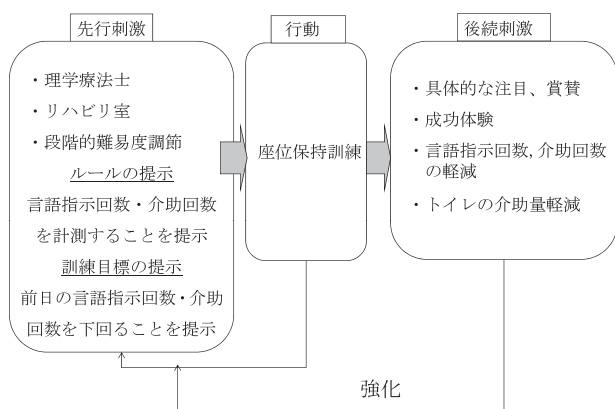 先行刺激
・理学療法士
・リハビリ室
・段階的難易度調節
ルールの提示
言語指示回数・介助回数
を計測することを提示
訓練目標の提示
前日の言語指示回数・介助
回数を下回ることを提示
行動
座位保持訓練
後続刺激
・具体的な注目、賞賛
・成功体験
・言語指示回数,介助回数
の軽減
・トイレの介助量軽減
強化